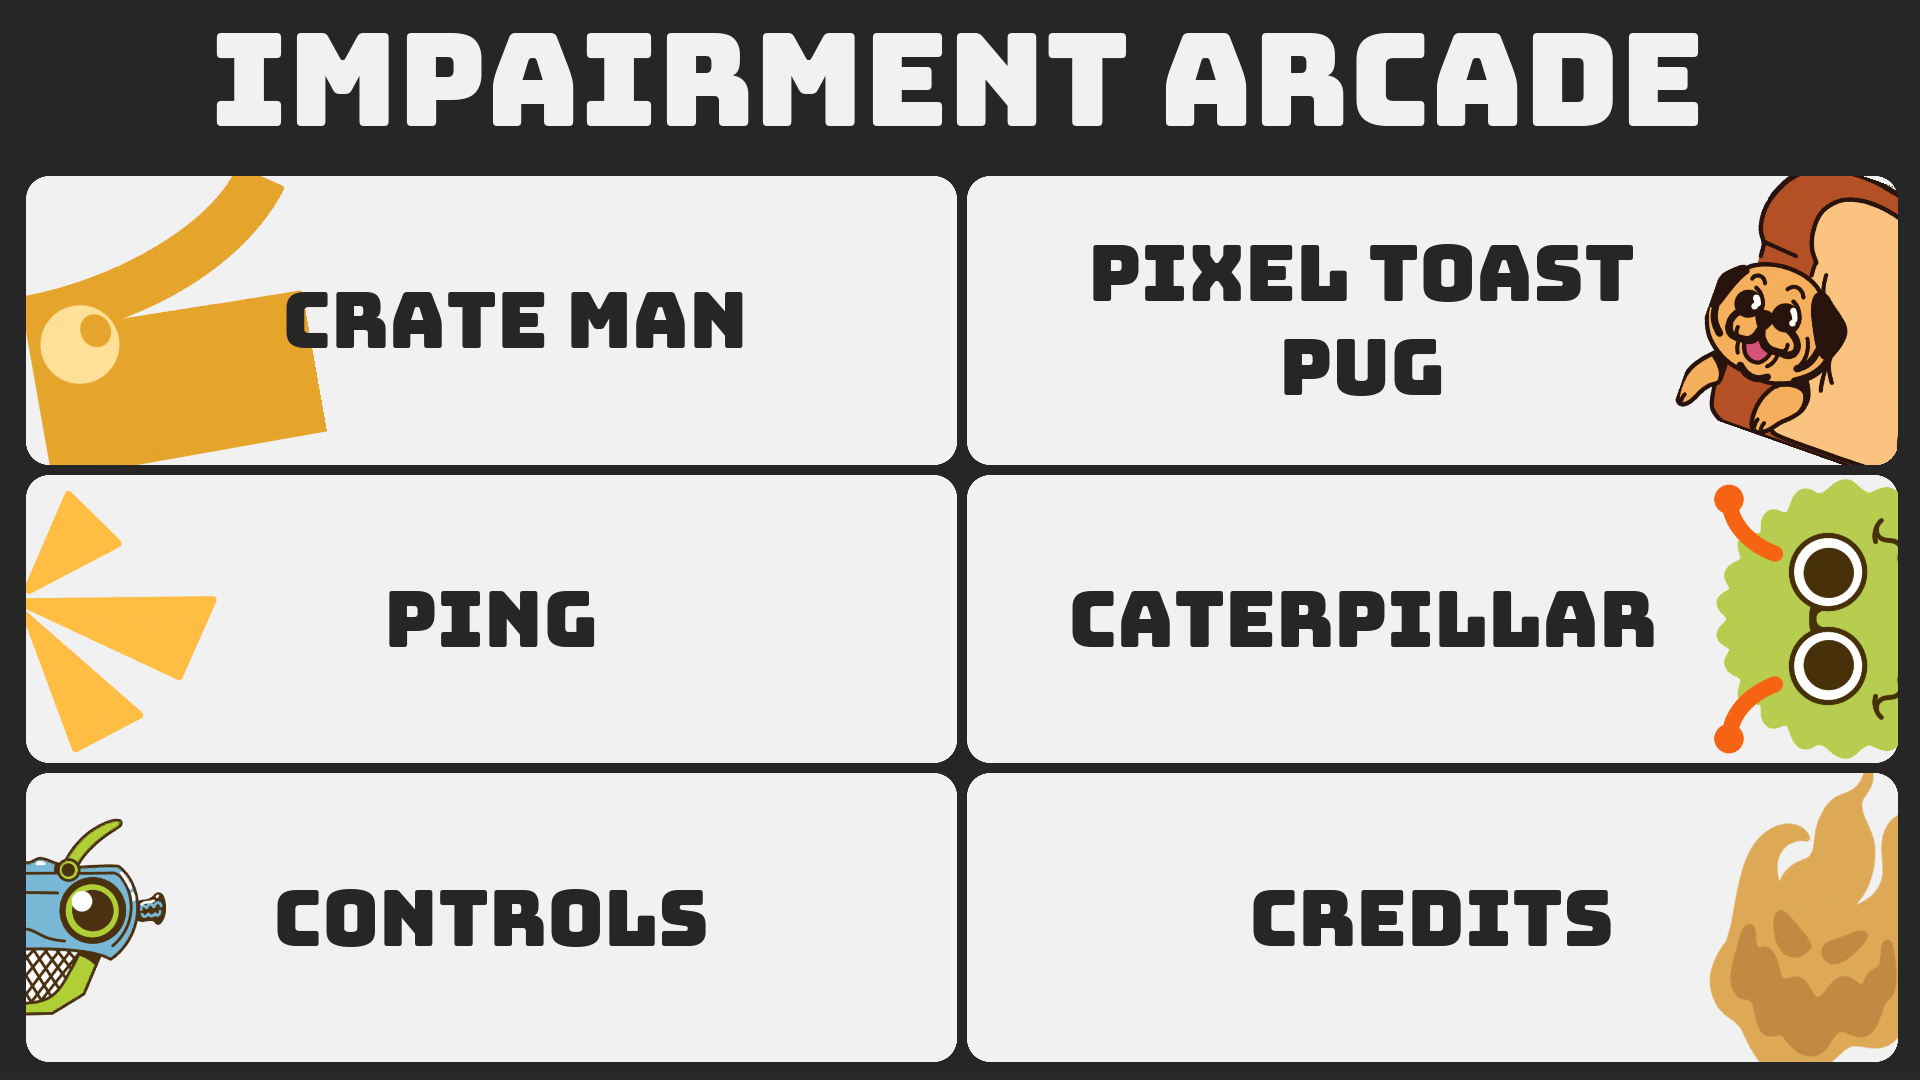 IMPAIRMENT ARCADE
CRATE MAN
PIXEL TOAST
PUG
PING
CATERPILLAR
CONTROLS
CREDITS